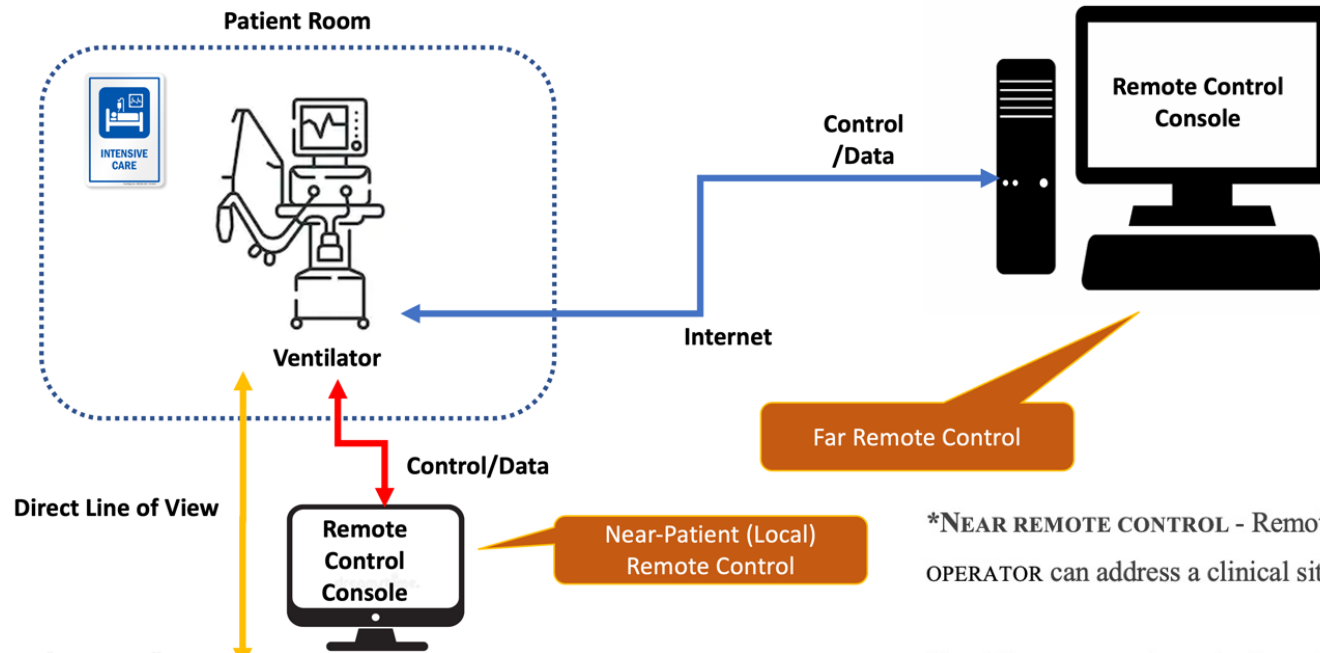 Patient Room
INTENSIVE
CARE
Ventilator
Control
/Data
Internet
Remote Control
Console
Far Remote Control
Direct Line of View
Control/Data
Remote
Control
Console
Near-Patient (Local)
Remote Control
*NEAR REMOTE CONTROL - Remo
OPERATOR can address a clinical sit